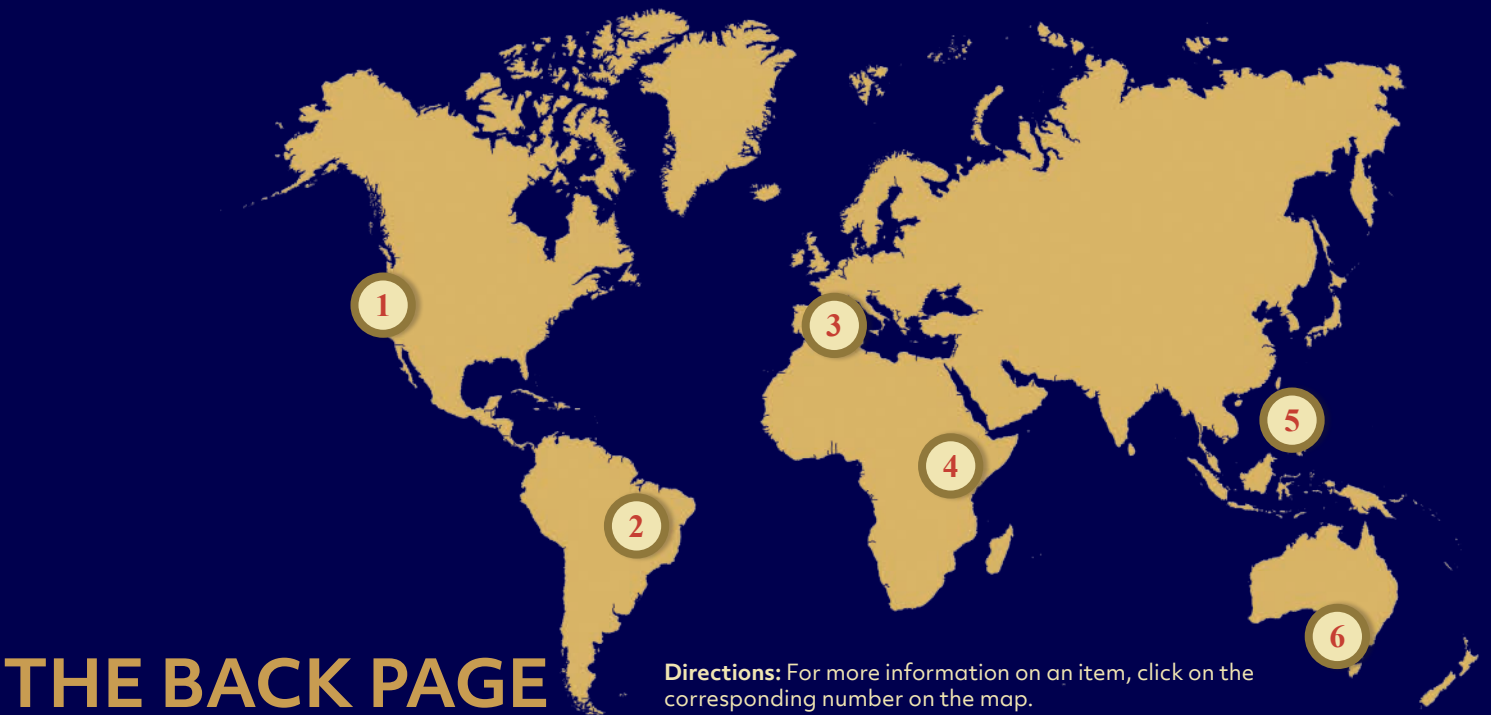 1
3
5
4
2
6
THE BACK PAGE
Directions: For more information on an item, click on the
corresponding number on the map.